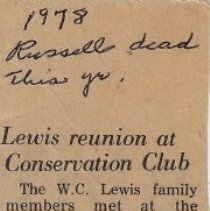 1978
Russell dead
this yr.
Lewis reunion at
Conservation Club
The W.C. Lewis family
members met at the